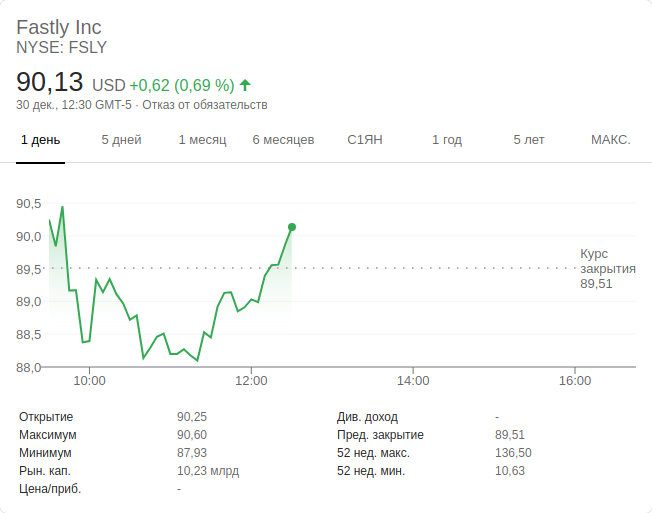 Fastly Inc
NYSE: FSLY
90,13 USD +0,62 (0,69 %)
30 дек., 12:30 GMT-5 · Отказ от обязательств
1 день 5 дней 1 месяц 6 месяцев С1ЯН 1 год 5 лет МАКС.
90,5
90,0
89,5
89,0
88,5
88,0
Курс
закрытия
89,51
10:00 12:00 14:00 16:00
Открытие 90,25
Максимум 90,60
Минимум 87,93
Рын. кап. 10,23 млрд
Цена/приб. -
Див. доход -
Пред. закрытие 89,51
52 нед. макс. 136,50
52 нед. мин. 10,63